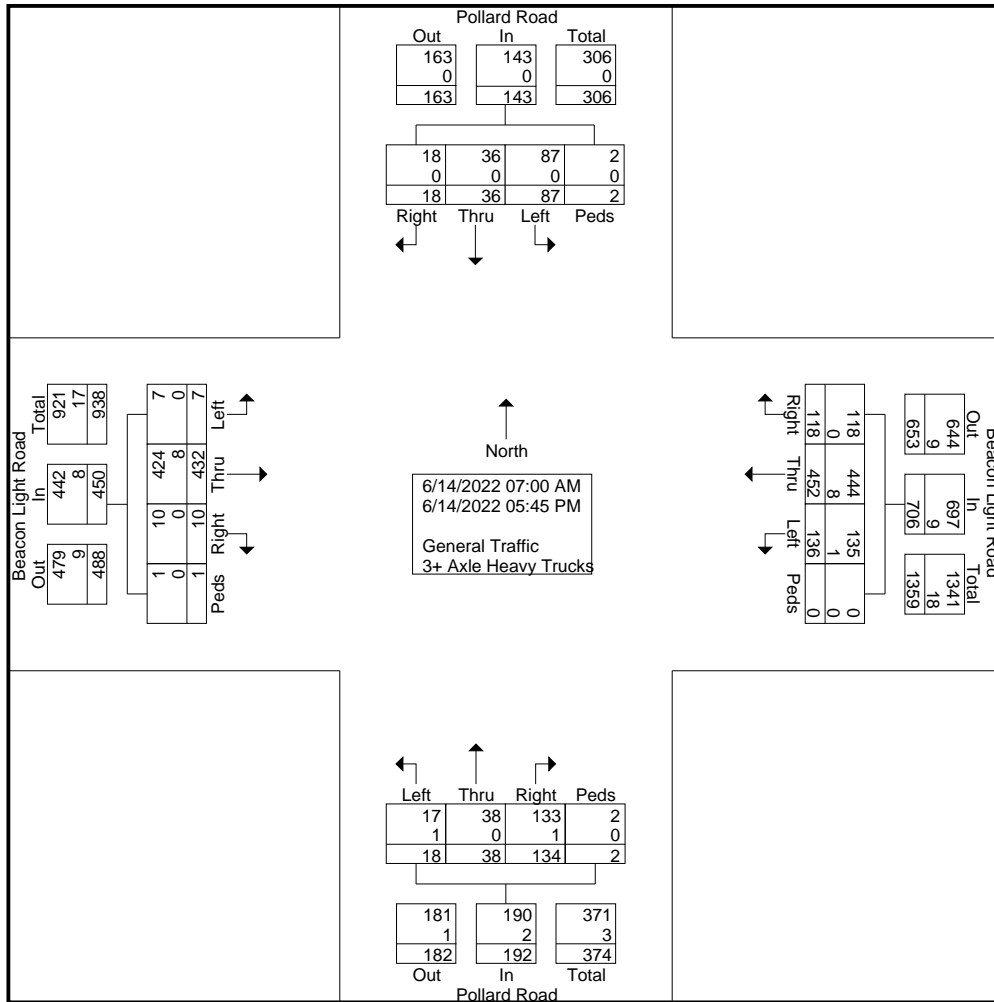 Pollard Road
Out In Total
163 143 306
0 0 0
163 143 306
18 36 87 2
0 0 0 0
18 36 87 2
Right Thru Left Peds
Beacon Light Road
Total In Out
921 442 479
17 8 9
938 450 488
7 424 10 1
0 8 0 0
7 432 10 1
Left Thru Right Peds
North
6/14/2022 07:00 AM
6/14/2022 05:45 PM
General Traffic
3+ Axle Heavy Trucks
Right Thru Left Peds
118 444 135 0
0 8 1 0
118 452 136 0
Beacon Light Road
Out In Total
644 697 1341
9 9 18
653 706 1359
Left Thru Right Peds
17 38 133 2
1 0 1 0
18 38 134 2
181 190 371
1 2 3
182 192 374
Out In Total
Pollard Road